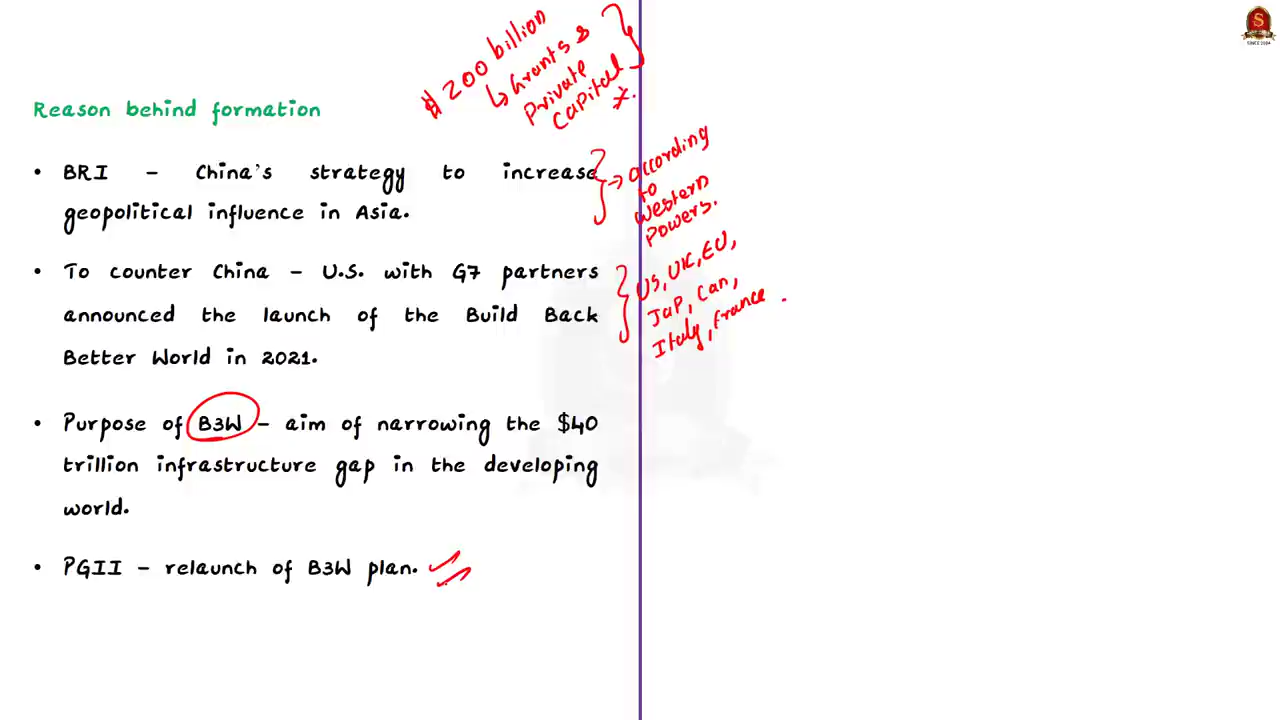 $200 billion
↳ Grants &
Private
Capital
Reason behind formation
• BRI – China's strategy to increase
geopolitical influence in Asia.
→ according
to
Western
Powers.
• To counter China – U.S. with G7 partners
announced the launch of the Build Back
Better World in 2021.
US, UK, EU,
Jap, Can,
Italy, France.
• Purpose of B3W – aim of narrowing the $40
trillion infrastructure gap in the developing
world.
• PGII – relaunch of B3W plan.
S
SINCE 2004